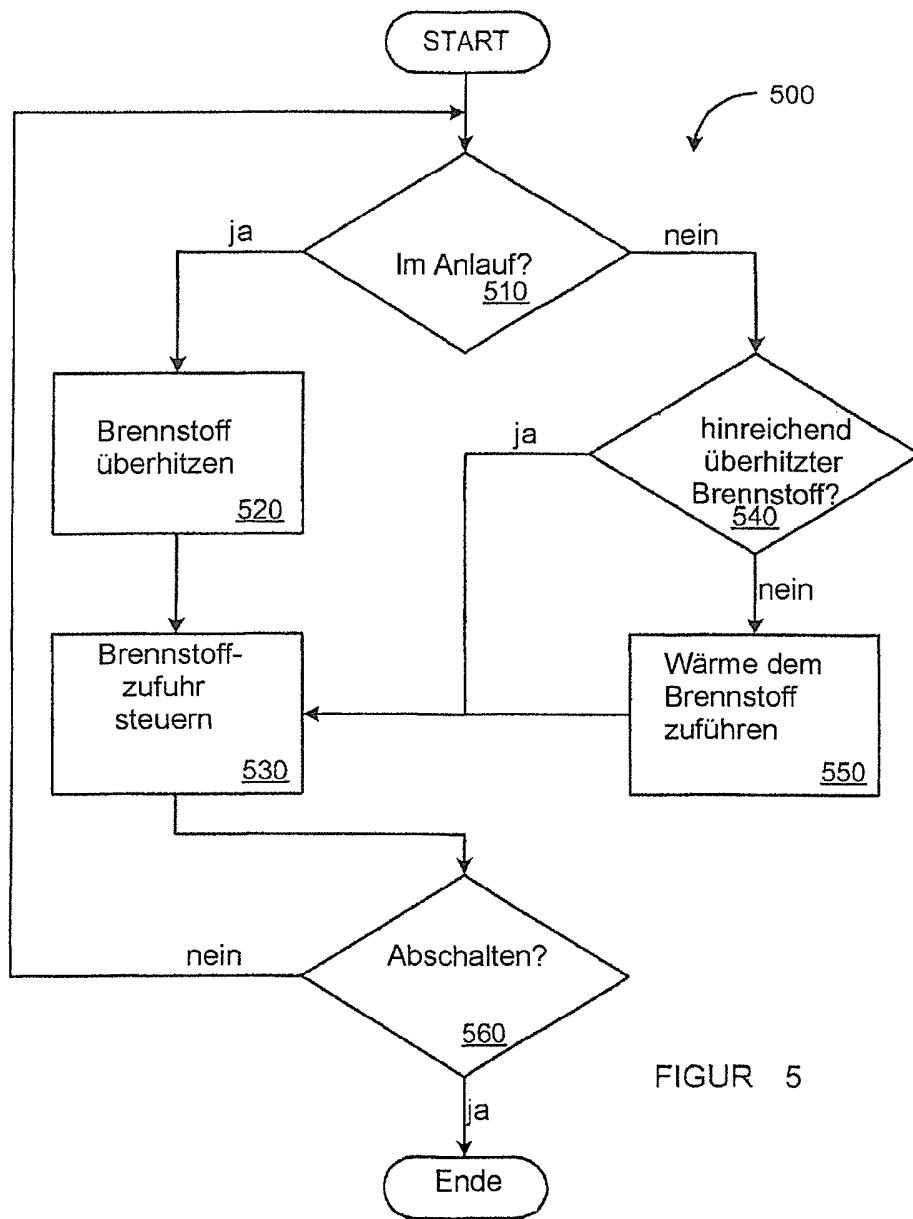 START
500
ja
nein
Im Anlauf?
510
Brennstoff
überhitzen
520
ja
hinreichend
überhitzter
Brennstoff?
540
nein
Brennstoff-
zufuhr
steuern
530
Wärme dem
Brennstoff
zuführen
550
nein
Abschalten?
560
FIGUR 5
ja
Ende